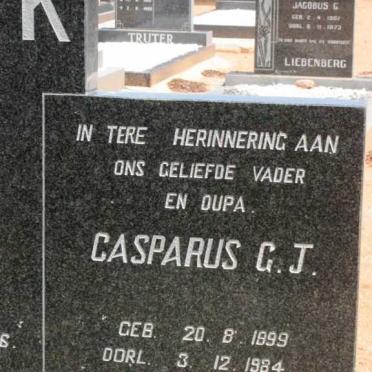 K
TRUTER
JACOBUS G
GEB. 2. 4. 1907
OORL. 6. 11. 1973
LIEBENBERG
IN TERE HERINNERING AAN
ONS GELIEFDE VADER
EN OUPA.
CASPARUS G.J.
GEB. 20. 8. 1899
OORL. 3. 12. 1984
S.